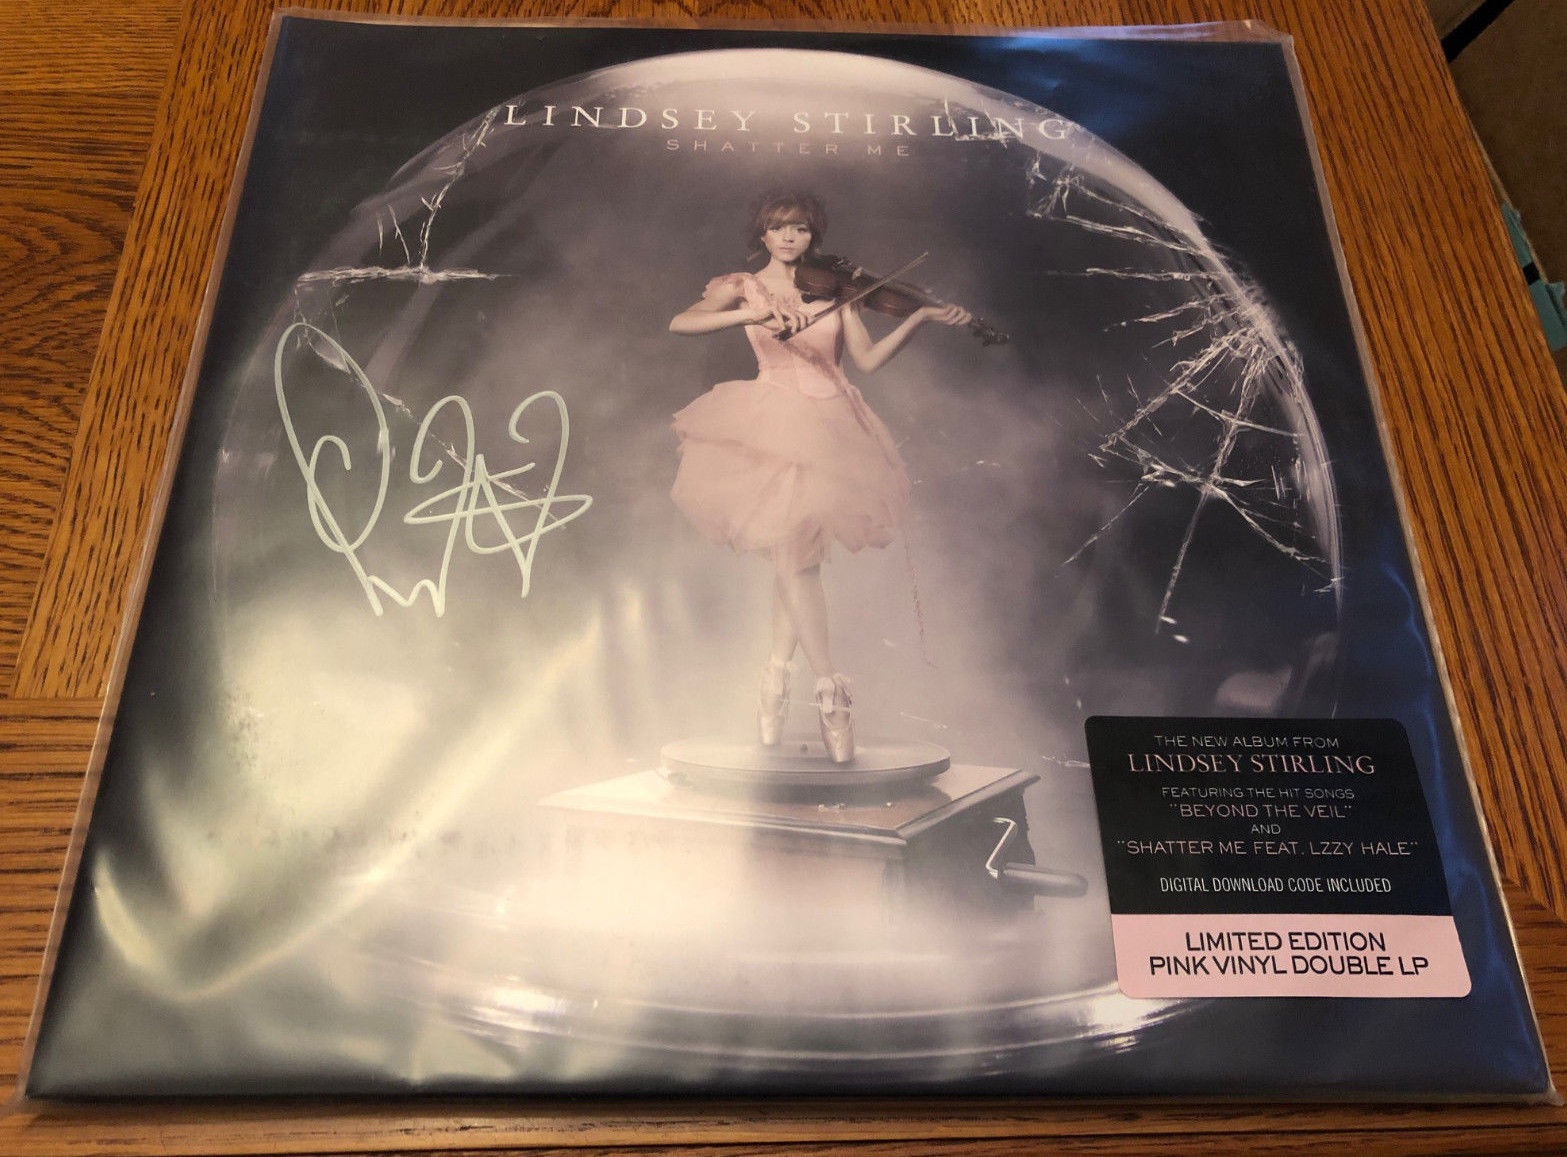 LINDSEY STIRLING
SHATTER ME
THE NEW ALBUM FROM
LINDSEY STIRLING
FEATURING THE HIT SONGS
"BEYOND THE VEIL"
AND
"SHATTER ME FEAT. LZZY HALE"
DIGITAL DOWNLOAD CODE INCLUDED
LIMITED EDITION
PINK VINYL DOUBLE LP